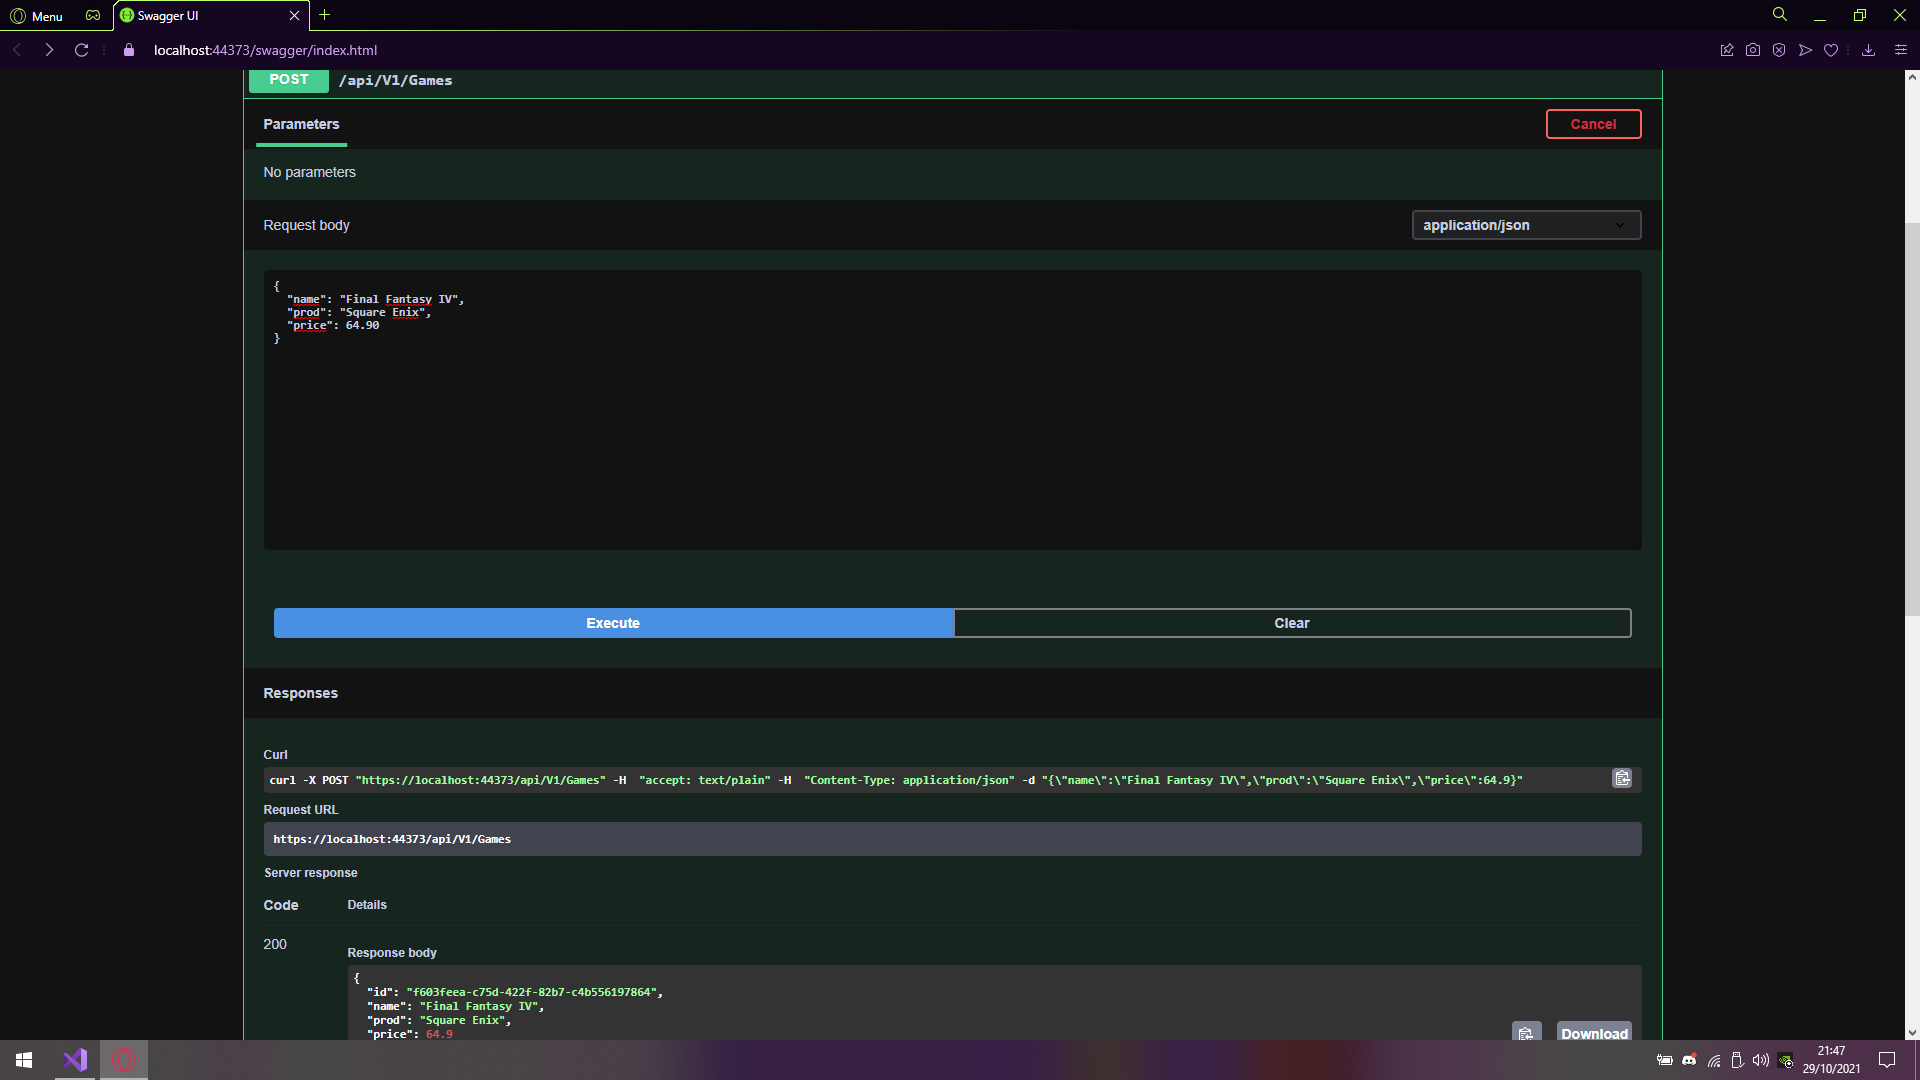 Menu
Swagger UI
localhost:44373/swagger/index.html
POST /api/V1/Games
Parameters
Cancel
No parameters
Request body
application/json
{
"name": "Final Fantasy IV",
"prod": "Square Enix",
"price": 64.90
}
Execute
Clear
Responses
Curl
curl -X POST "https://localhost:44373/api/V1/Games" -H  "accept: text/plain" -H  "Content-Type: application/json" -d "{\"name\":\"Final Fantasy IV\",\"prod\":\"Square Enix\",\"price\":64.9}"
Request URL
https://localhost:44373/api/V1/Games
Server response
Code Details
200
Response body
{
"id": "f603feea-c75d-422f-82b7-c4b556197864",
"name": "Final Fantasy IV",
"prod": "Square Enix",
"price": 64.9
Download
21:47
29/10/2021